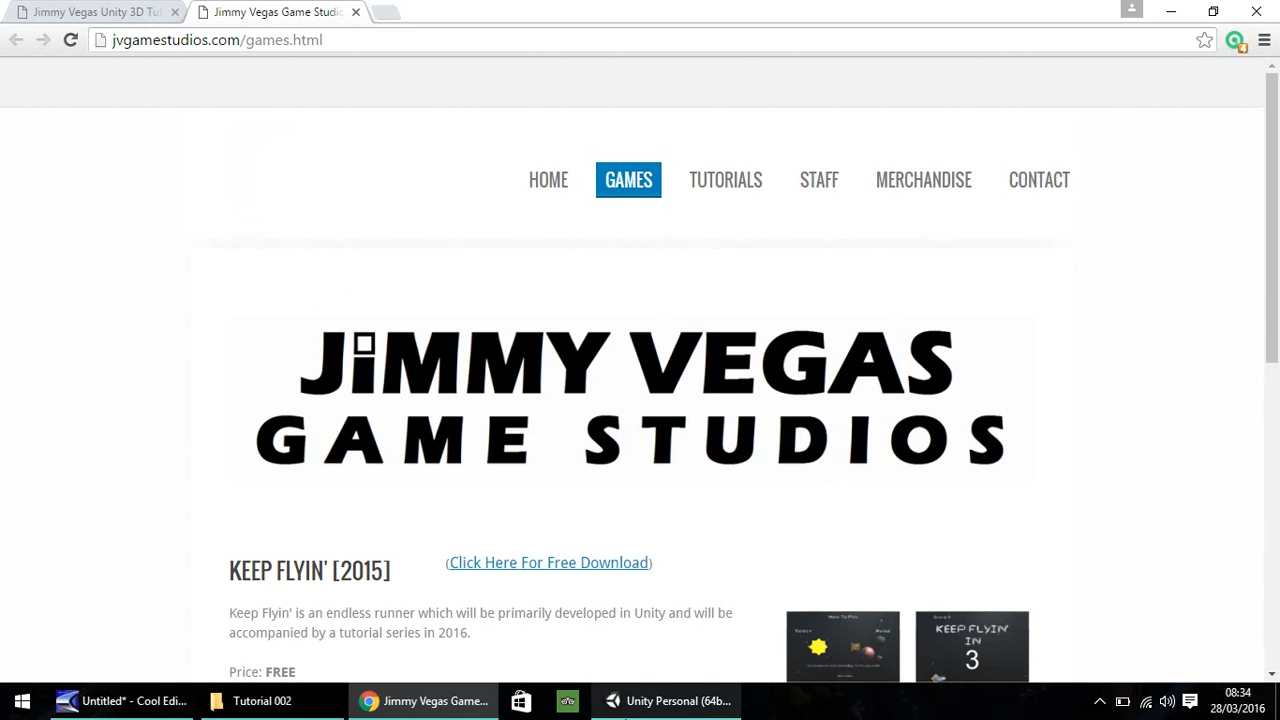 Jimmy Vegas Unity 3D Tut
Jimmy Vegas Game Studio
jvgamestudios.com/games.html
HOME GAMES TUTORIALS STAFF MERCHANDISE CONTACT
JiMMY VEGAS
GAME STUDIOS
KEEP FLYIN' [2015] (Click Here For Free Download)
Keep Flyin' is an endless runner which will be primarily developed in Unity and will be
accompanied by a tutorial series in 2016.
Price: FREE
How To Play
KEEP FLYIN'
IN
3
Untitled* - Cool Edi...
Tutorial 002
Jimmy Vegas Game...
Unity Personal (64b...
08:34
28/03/2016